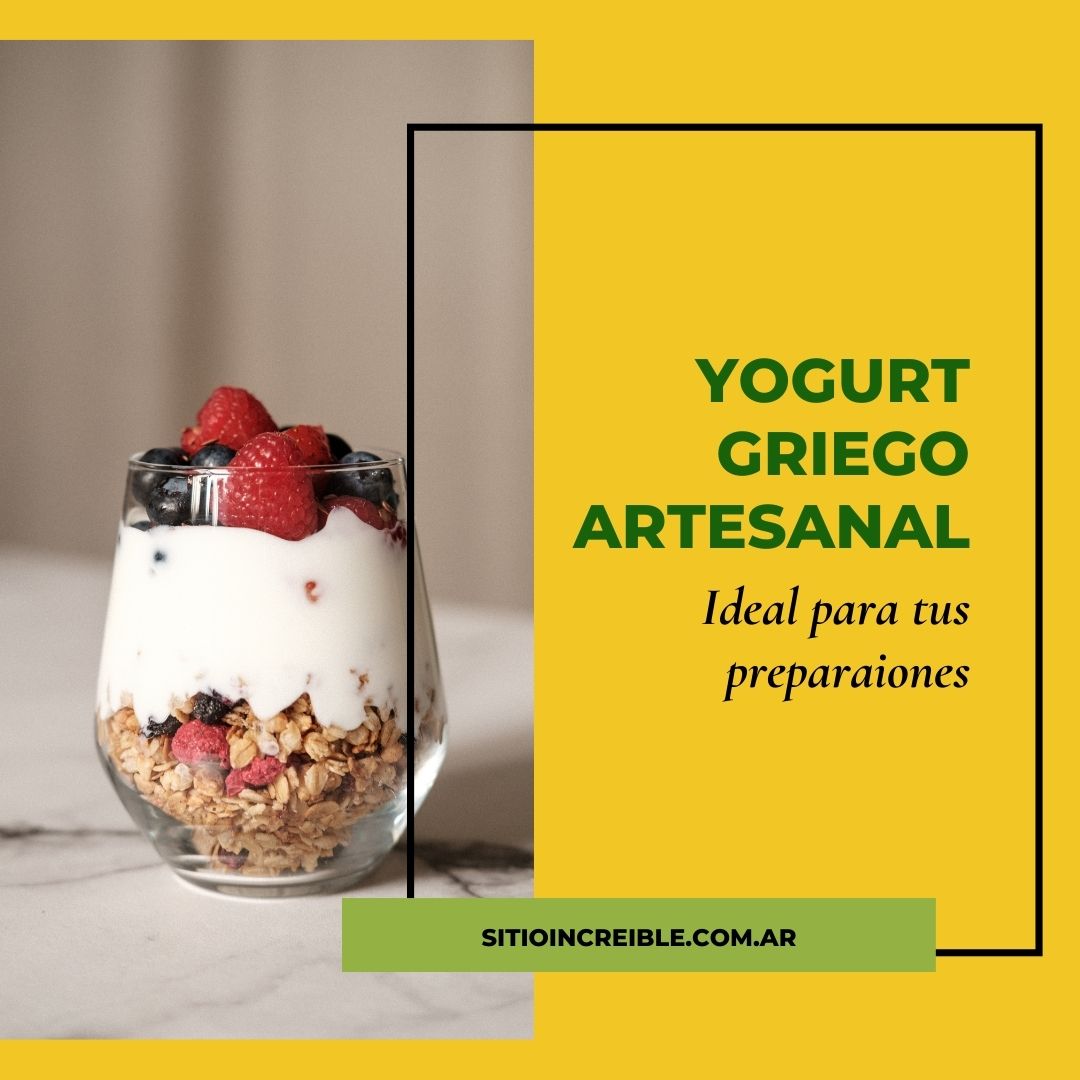 YOGURT
GRIEGO
ARTESANAL
Ideal para tus
preparaiones
SITIOINCREIBLE.COM.AR